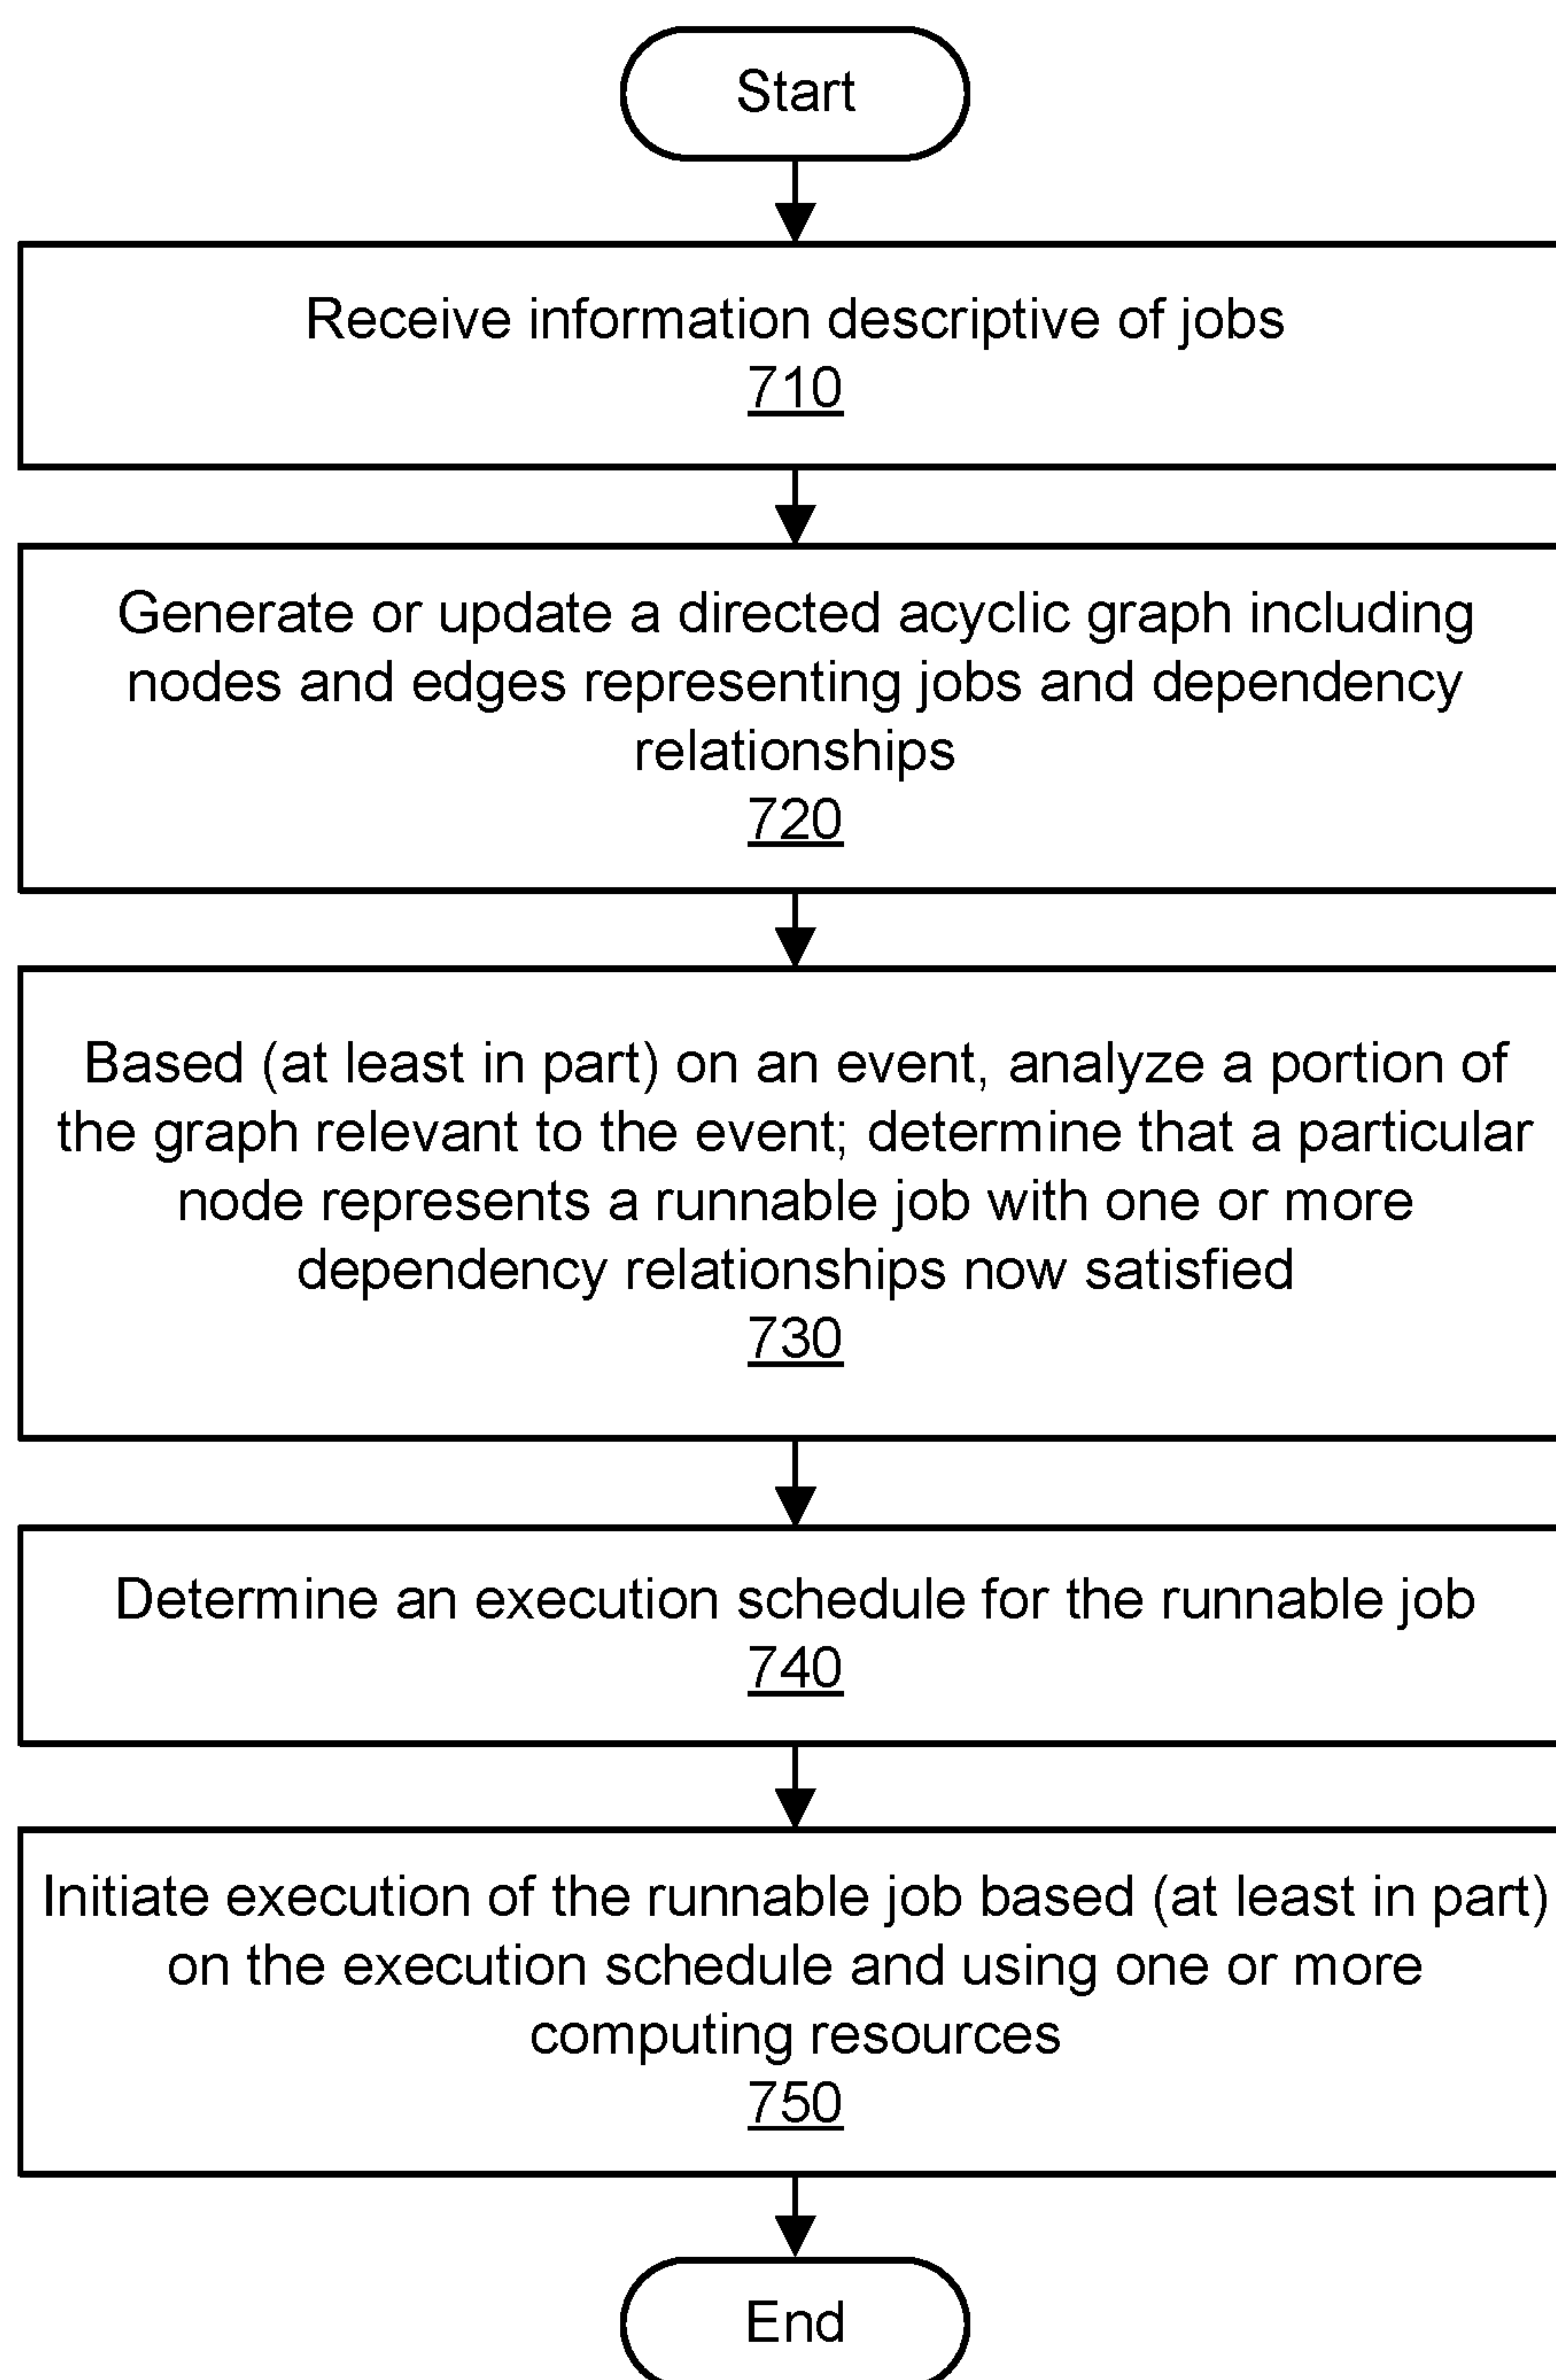 Start
Receive information descriptive of jobs
710
Generate or update a directed acyclic graph including
nodes and edges representing jobs and dependency
relationships
720
Based (at least in part) on an event, analyze a portion of
the graph relevant to the event; determine that a particular
node represents a runnable job with one or more
dependency relationships now satisfied
730
Determine an execution schedule for the runnable job
740
Initiate execution of the runnable job based (at least in part)
on the execution schedule and using one or more
computing resources
750
End